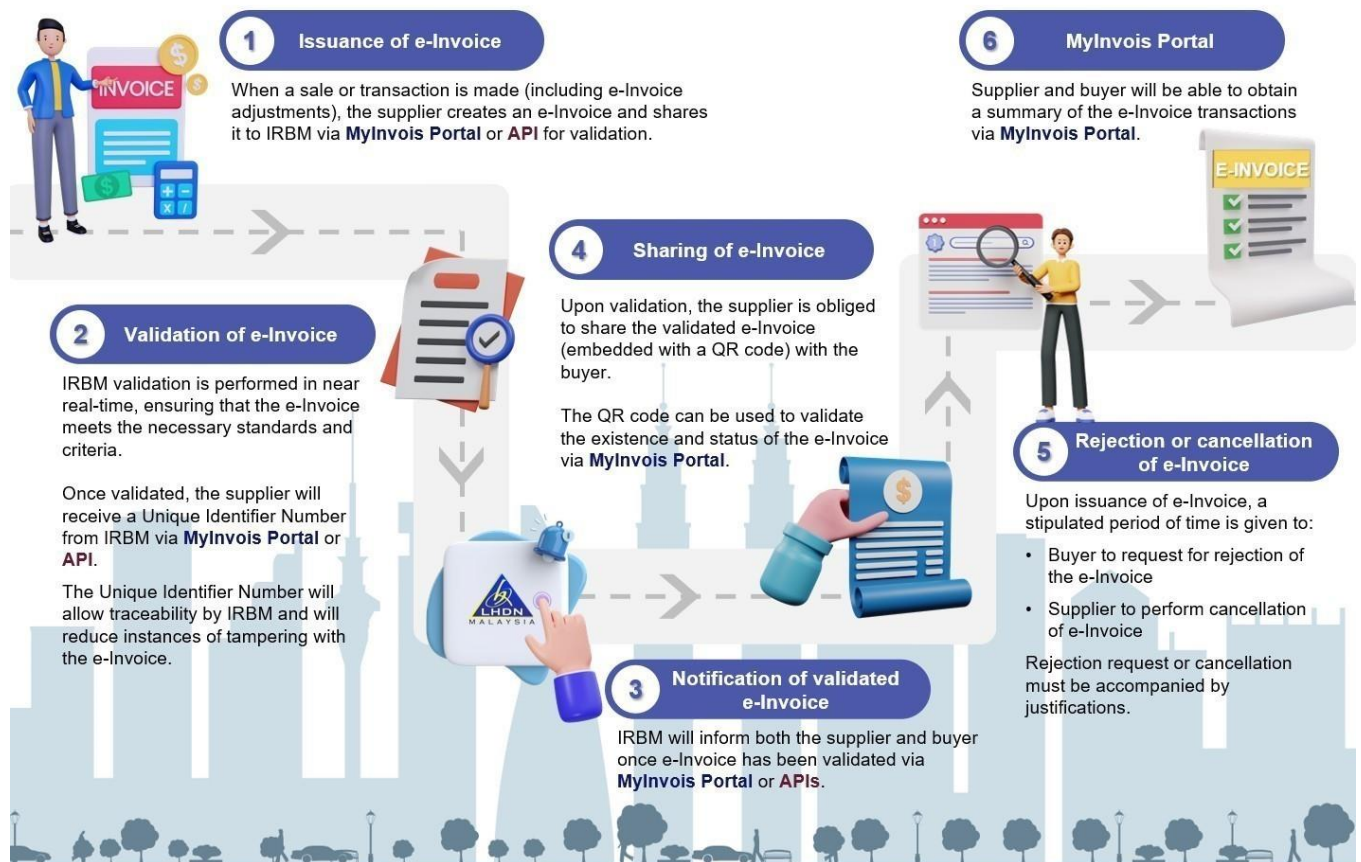 1
Issuance of e-Invoice
When a sale or transaction is made (including e-Invoice
adjustments), the supplier creates an e-Invoice and shares
it to IRBM via MyInvois Portal or API for validation.
INVOICE
2
Validation of e-Invoice
IRBM validation is performed in near
real-time, ensuring that the e-Invoice
meets the necessary standards and
criteria.
Once validated, the supplier will
receive a Unique Identifier Number
from IRBM via MyInvois Portal or
API.
The Unique Identifier Number will
allow traceability by IRBM and will
reduce instances of tampering with
the e-Invoice.
LHDN
MALAYSIA
3
Notification of validated
e-Invoice
IRBM will inform both the supplier and buyer
once e-Invoice has been validated via
MyInvois Portal or APIs.
4
Sharing of e-Invoice
Upon validation, the supplier is obliged
to share the validated e-Invoice
(embedded with a QR code) with the
buyer.
The QR code can be used to validate
the existence and status of the e-Invoice
via MyInvois Portal.
$
5
Rejection or cancellation
of e-Invoice
Upon issuance of e-Invoice, a
stipulated period of time is given to:
• Buyer to request for rejection of
the e-Invoice
• Supplier to perform cancellation
of e-Invoice
Rejection request or cancellation
must be accompanied by
justifications.
6
MyInvois Portal
Supplier and buyer will be able to obtain
a summary of the e-Invoice transactions
via MyInvois Portal.
E-INVOICE